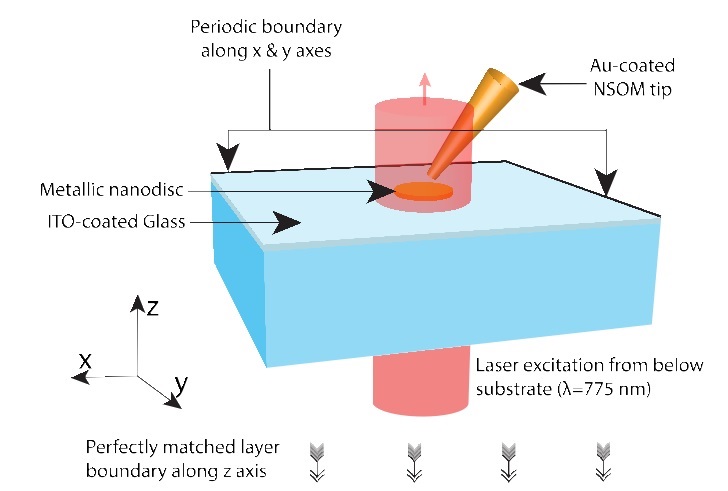 Periodic boundary
along x & y axes
Au-coated
NSOM tip
Metallic nanodisc
ITO-coated Glass
z
x
y
Laser excitation from below
substrate (λ=775 nm)
Perfectly matched layer
boundary along z axis